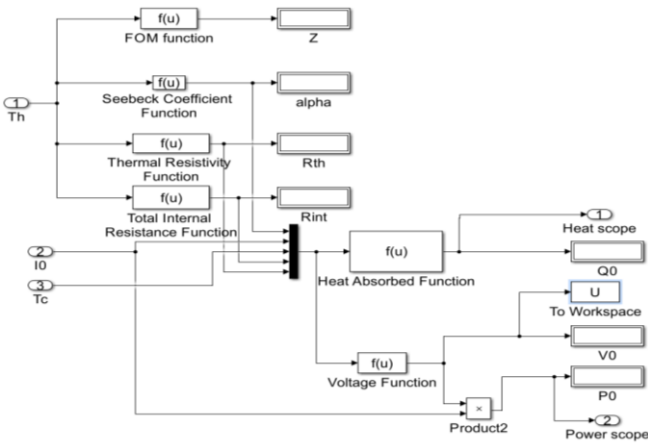 f(u)
FOM function
Z
f(u)
Seebeck Coefficient
Function
alpha
1
Th
f(u)
Thermal Resistivity
Function
Rth
f(u)
Total Internal
Resistance Function
Rint
1
Heat scope
2
I0
f(u)
Heat Absorbed Function
Q0
3
Tc
U
To Workspace
V0
f(u)
Voltage Function
P0
×
Product2
2
Power scope